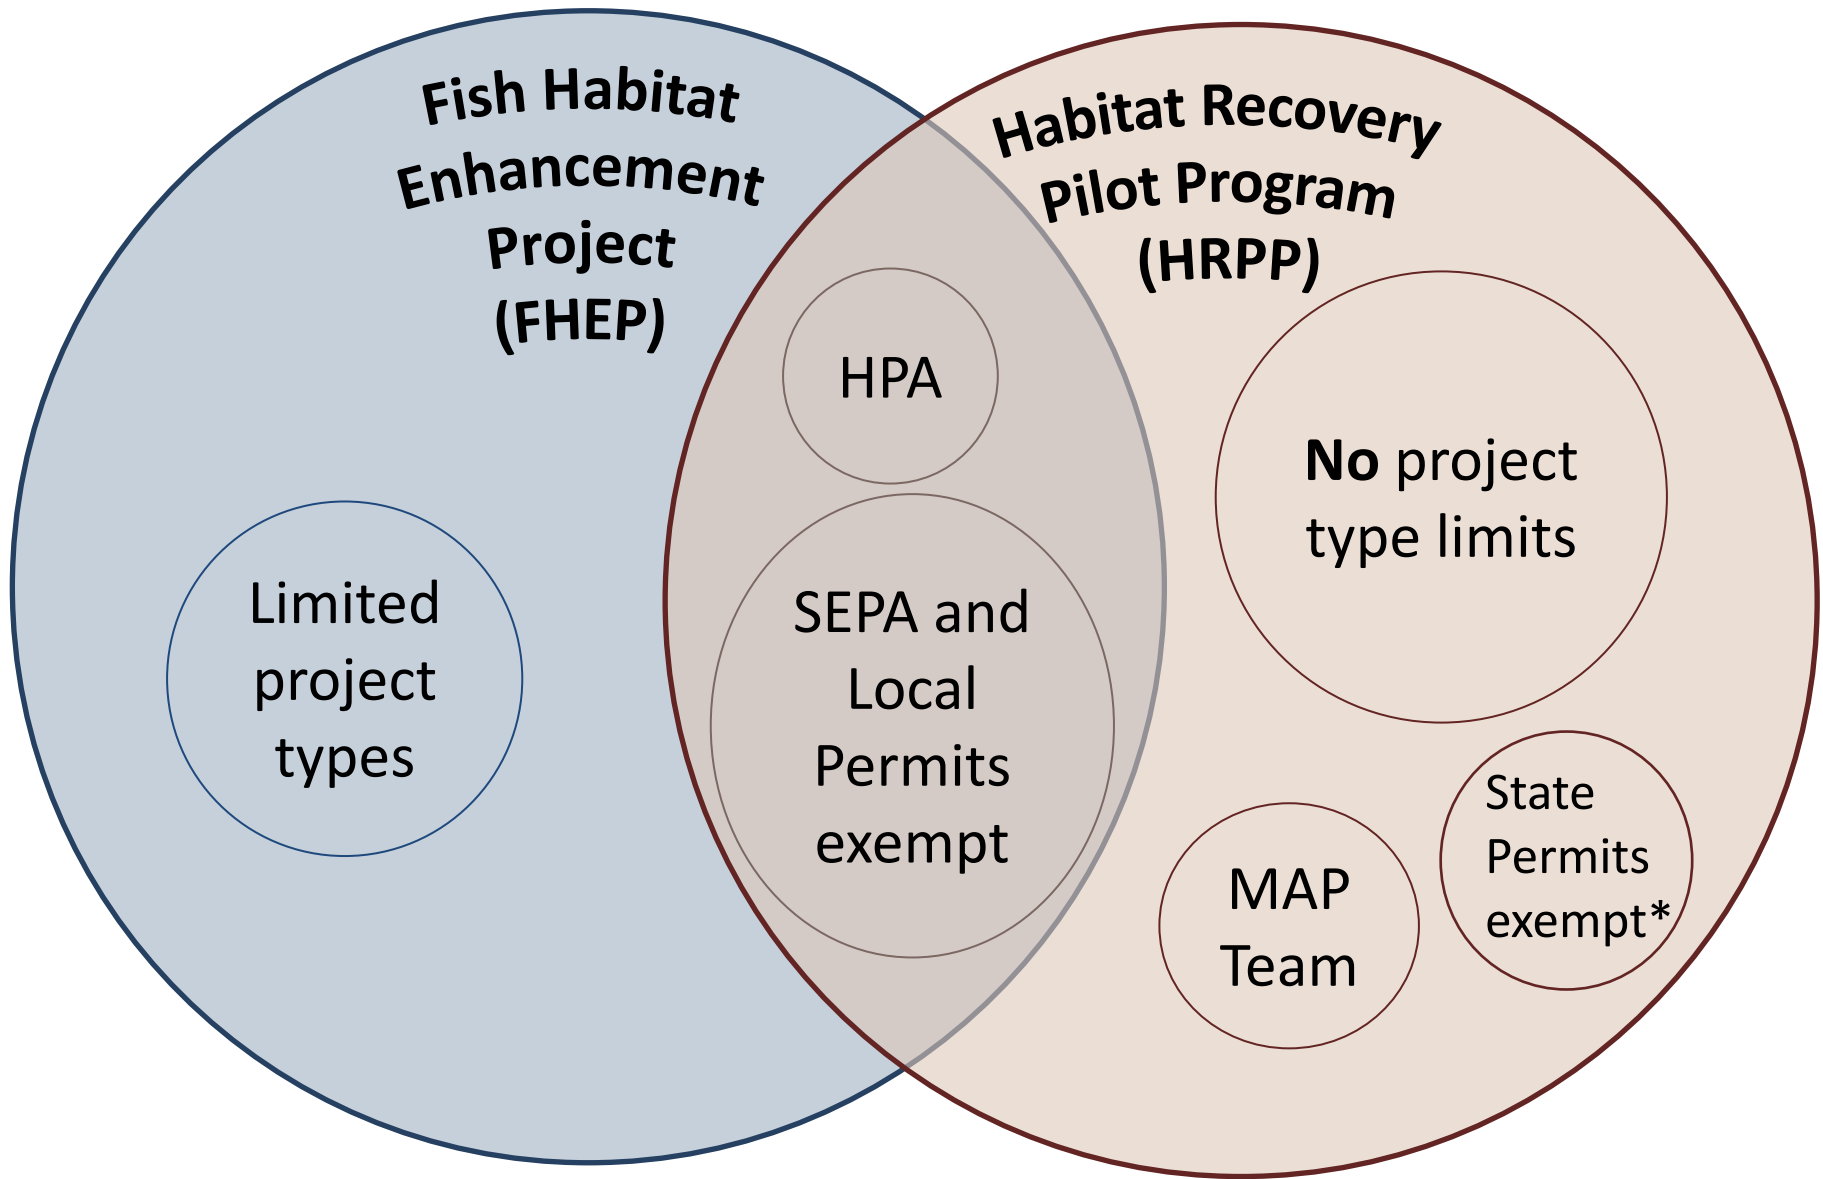 Fish Habitat
Enhancement
Project
(FHEP)
Habitat Recovery
Pilot Program
(HRPP)
HPA
SEPA and
Local
Permits
exempt
Limited
project
types
No project
type limits
MAP
Team
State
Permits
exempt*